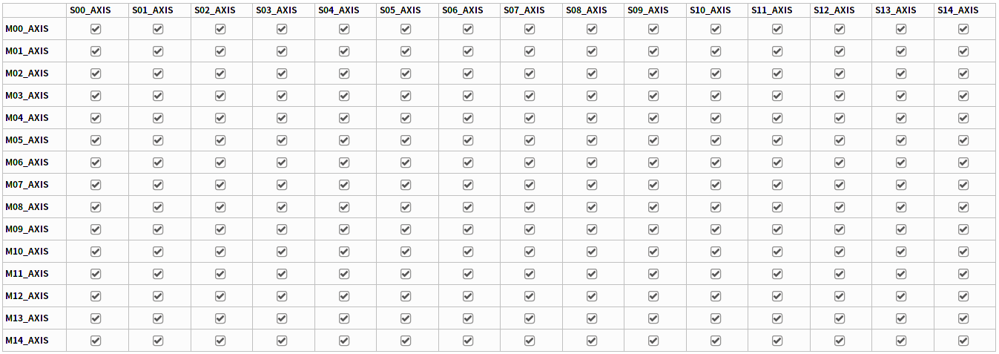 S00_AXIS S01_AXIS S02_AXIS S03_AXIS S04_AXIS S05_AXIS S06_AXIS S07_AXIS S08_AXIS S09_AXIS S10_AXIS S11_AXIS S12_AXIS S13_AXIS S14_AXIS
M00_AXIS
M01_AXIS
M02_AXIS
M03_AXIS
M04_AXIS
M05_AXIS
M06_AXIS
M07_AXIS
M08_AXIS
M09_AXIS
M10_AXIS
M11_AXIS
M12_AXIS
M13_AXIS
M14_AXIS